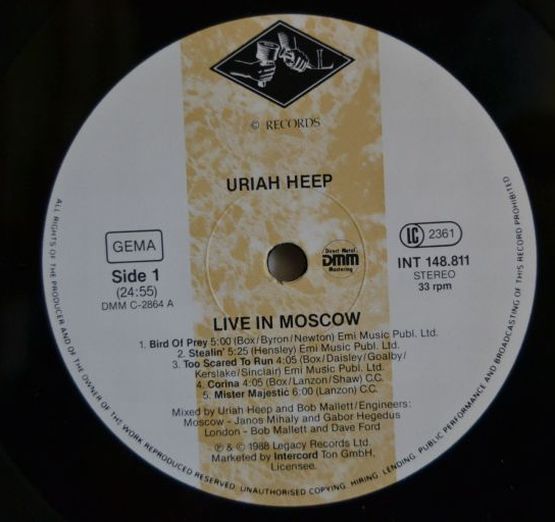 L
© RECORDS
URIAH HEEP
GEMA
LC 2361
Side 1
(24:55)
DMM C-2864 A
Direct Metal
DMM
Mastering
INT 148.811
STEREO
33 rpm
LIVE IN MOSCOW
1. Bird Of Prey 5:00 (Box/Byron/Newton) Emi Music Publ. Ltd.
2. Stealin' 5:25 (Hensley) Emi Music Publ. Ltd.
3. Too Scared To Run 4:05 (Box/Daisley/Goalby/
Kerslake/Sinclair) Emi Music Publ. Ltd.
4. Corina 4:05 (Box/Lanzon/Shaw) C.C.
5. Mister Majestic 6:00 (Lanzon) C.C.
Mixed by Uriah Heep and Bob Mallett/Engineers:
Moscow - Janos Mihaly and Gabor Hegedus
London - Bob Mallett and Dave Ford
℗ & © 1988 Legacy Records Ltd.
Marketed by Intercord Ton GmbH,
Licensee.
ALL RIGHTS OF THE PRODUCER AND OF THE OWNER OF THE WORK REPRODUCED RESERVED. UNAUTHORISED COPYING, HIRING, LENDING, PUBLIC PERFORMANCE AND BROADCASTING OF THIS RECORD PROHIBITED